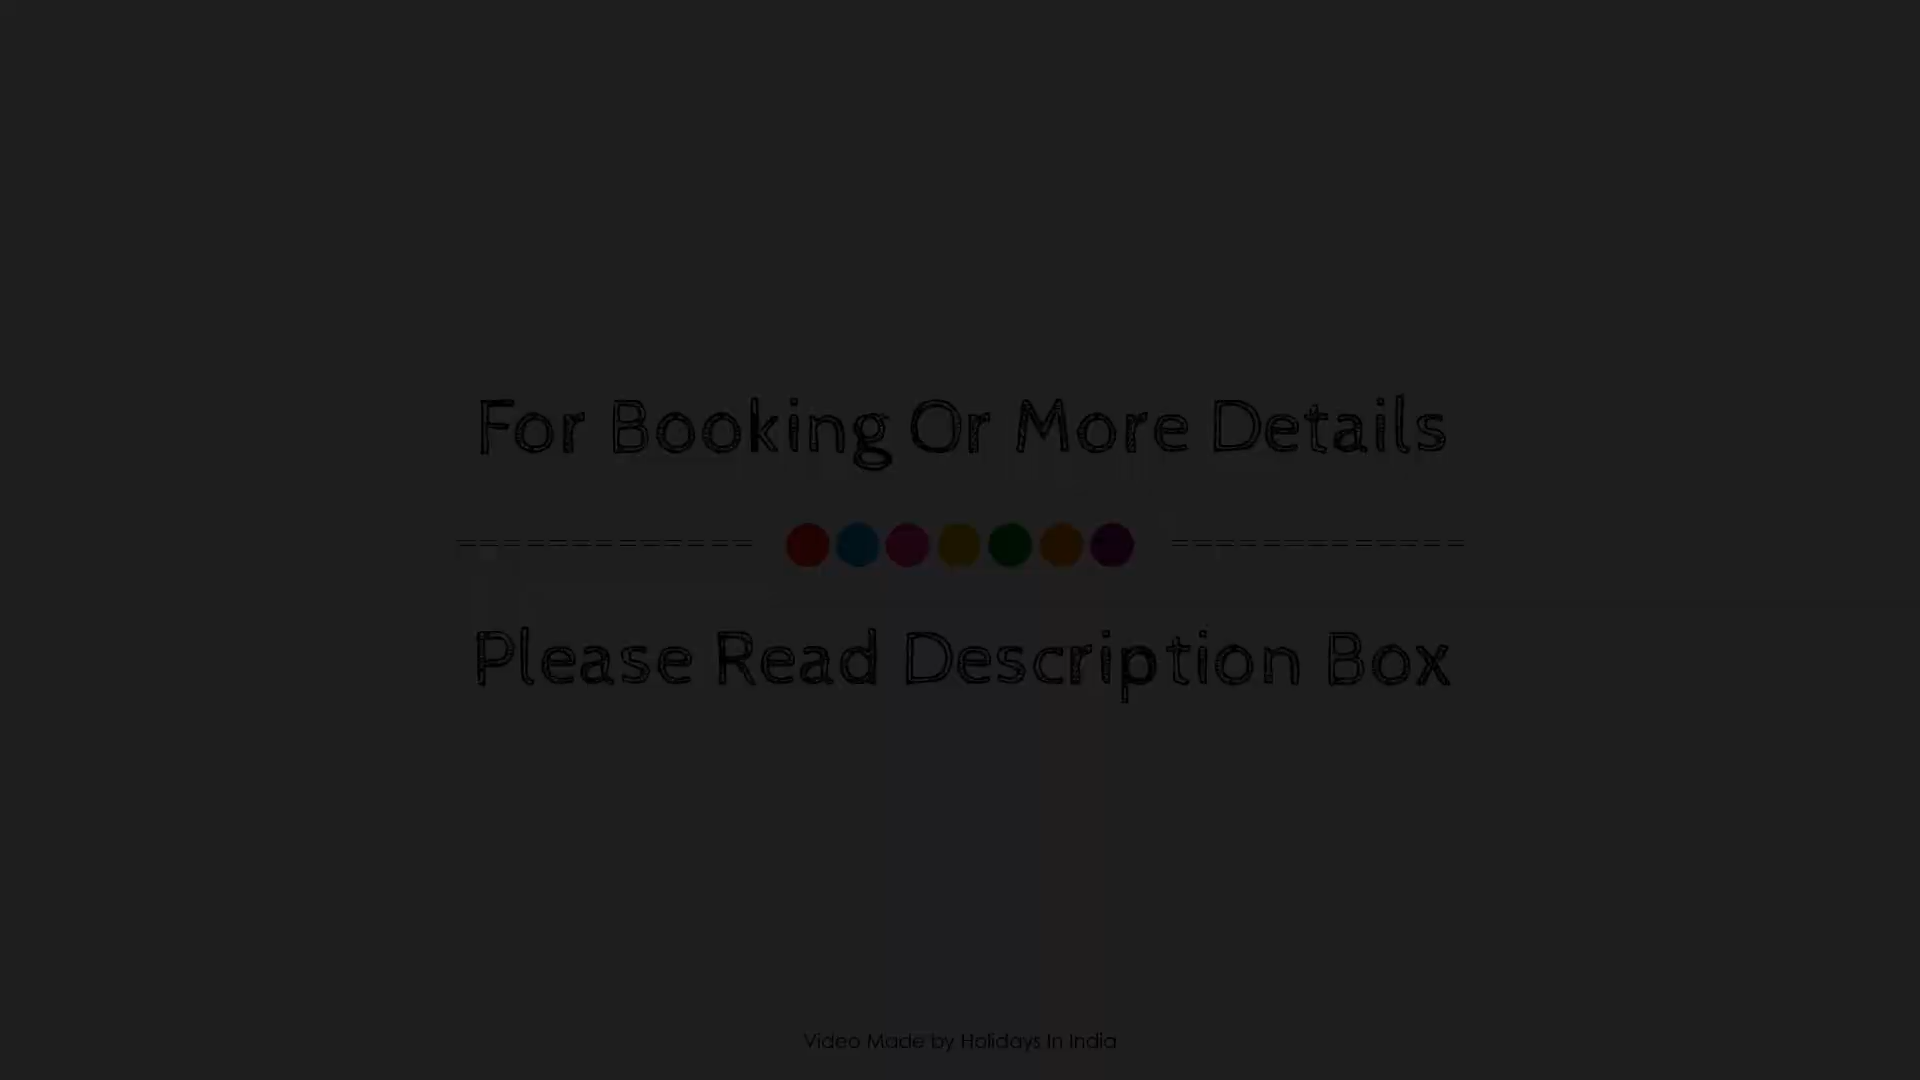 For Booking Or More Details
Please Read Description Box
Video Made by Holidays In India